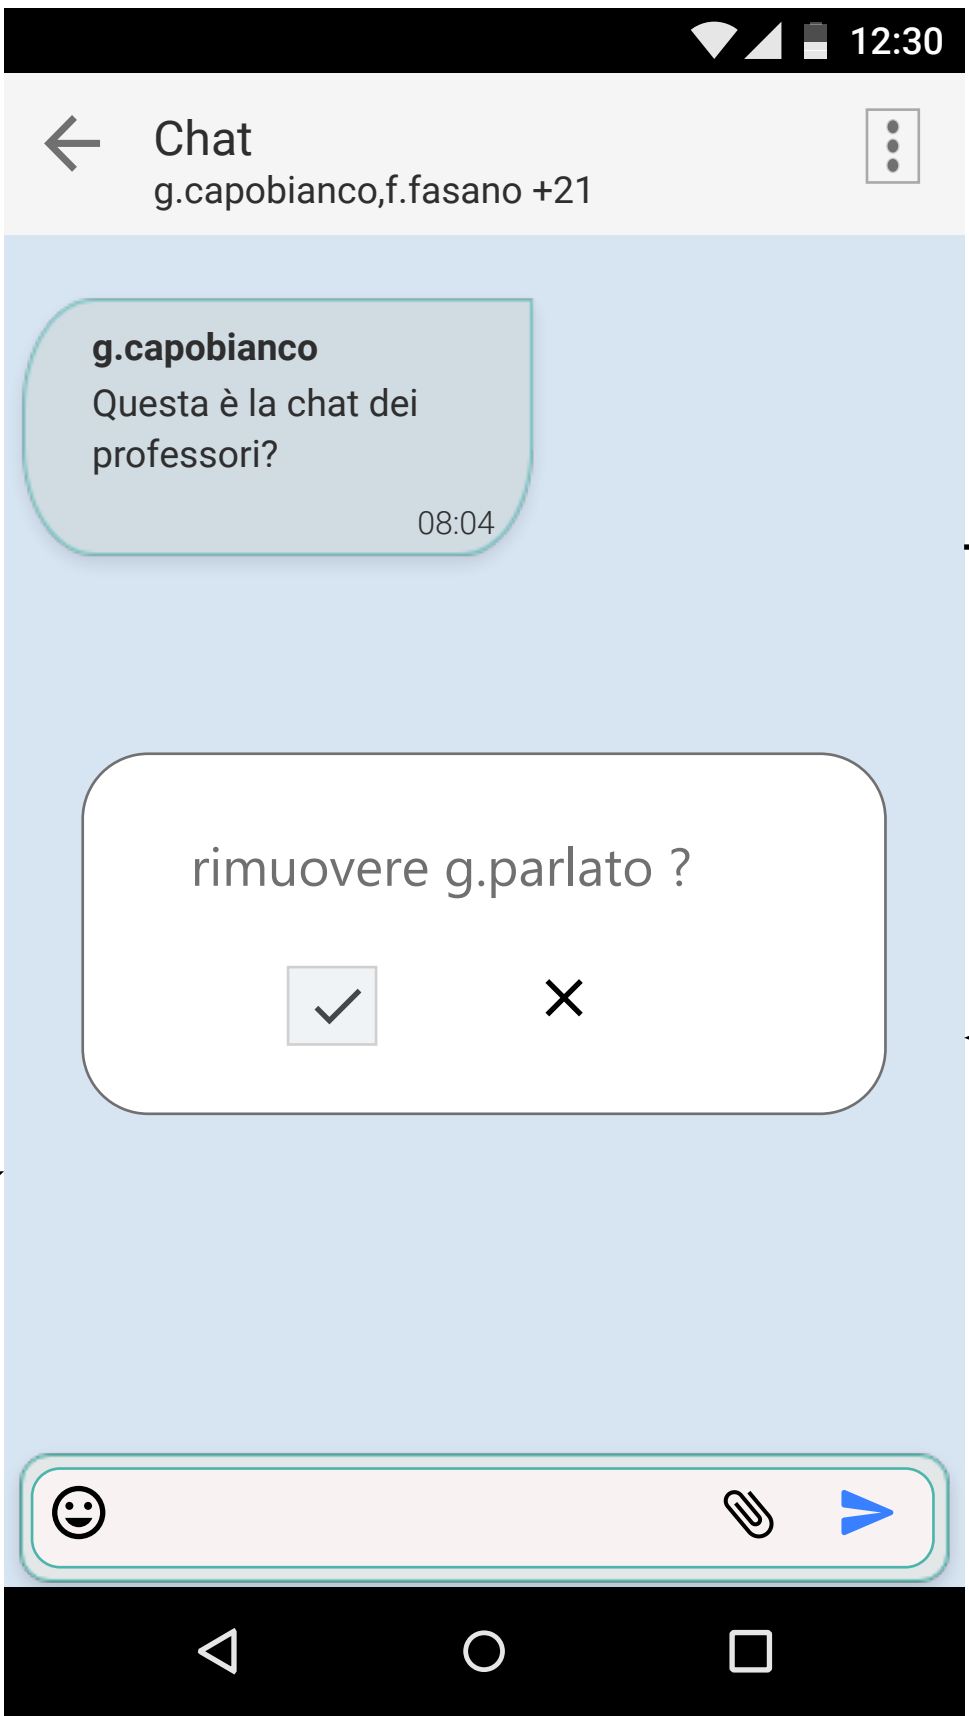 12:30
Chat
g.capobianco,f.fasano +21
g.capobianco
Questa è la chat dei
professori?
08:04
rimuovere g.parlato ?